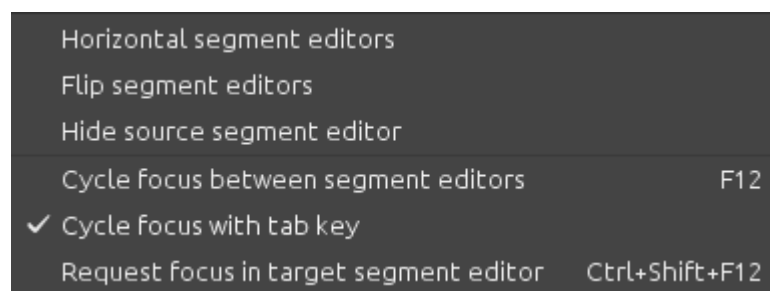 Horizontal segment editors
Flip segment editors
Hide source segment editor
Cycle focus between segment editors F12
Cycle focus with tab key
Request focus in target segment editor Ctrl+Shift+F12